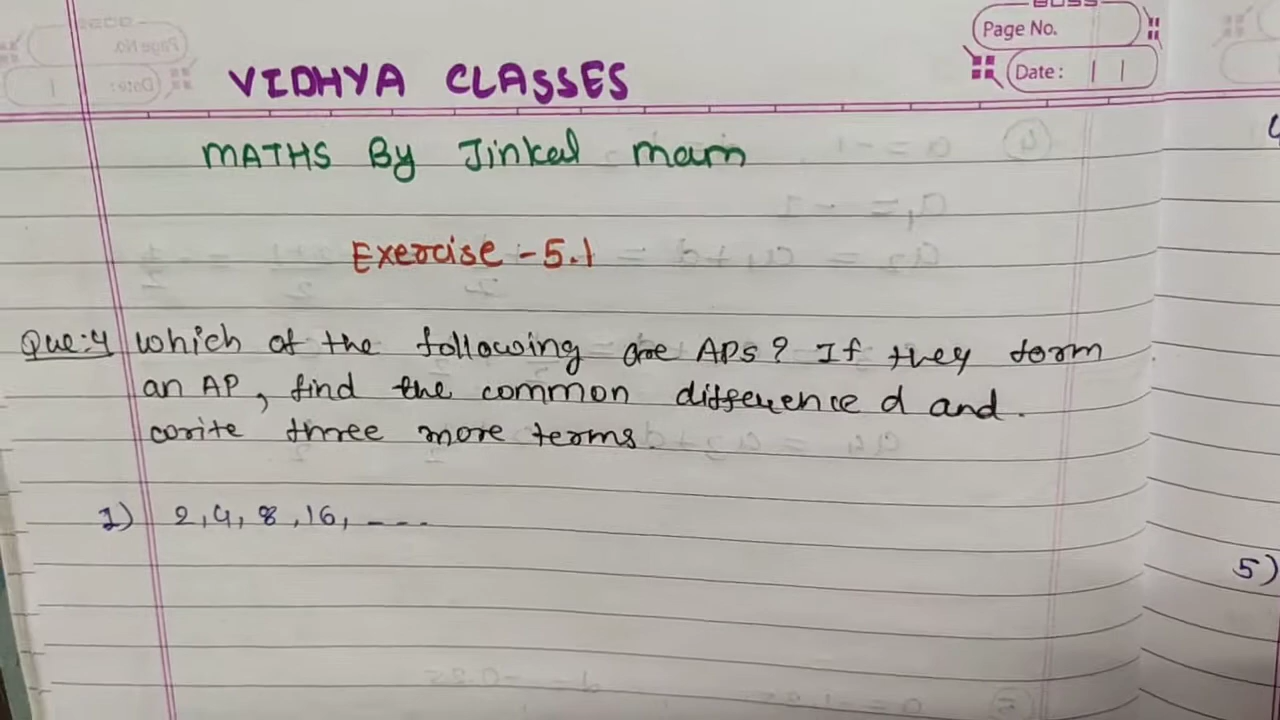 Page No.
Date :
VIDHYA CLASSES
MATHS By Jinkal mam
Exercise - 5.1
Que:4 which of the following are APs? If they form
an AP, find the common difference d and.
write three more terms.
1) 2, 4, 8, 16, ---
5)